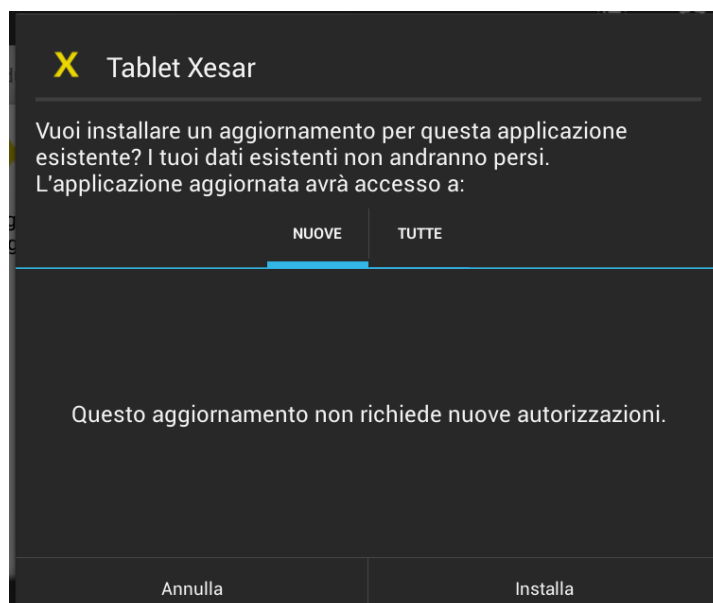 X Tablet Xesar
Vuoi installare un aggiornamento per questa applicazione
esistente? I tuoi dati esistenti non andranno persi.
L'applicazione aggiornata avrà accesso a:
NUOVE TUTTE
Questo aggiornamento non richiede nuove autorizzazioni.
Annulla Installa